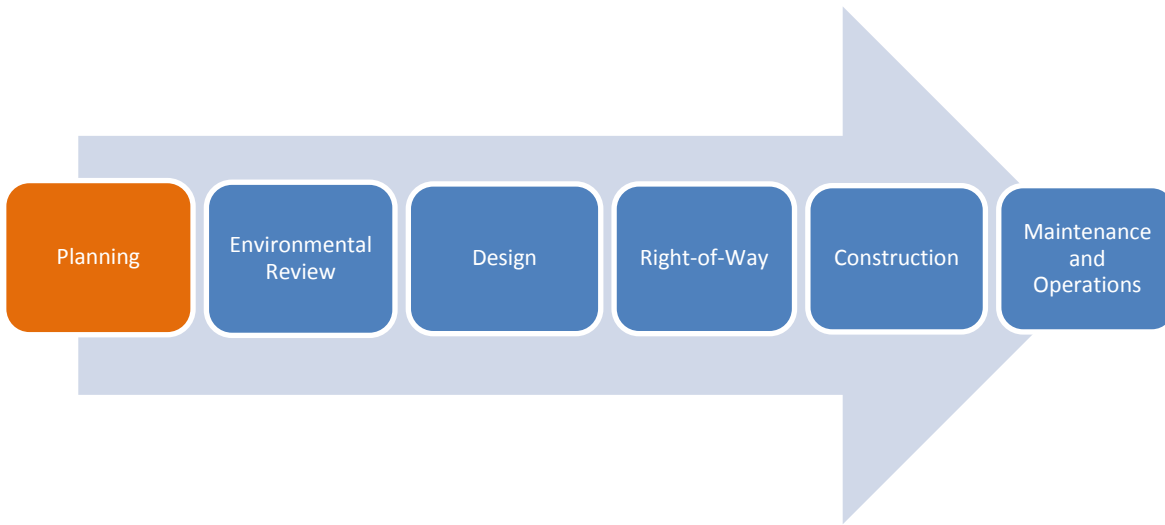 Planning
Environmental
Review
Design
Right-of-Way
Construction
Maintenance
and
Operations